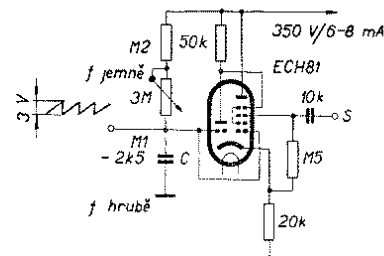 M2
50k
350 V/6-8 mA
ECH81
f jemně
3M
3 V
10k
S
M1
- 2k5
C
M5
f hrubě
20k